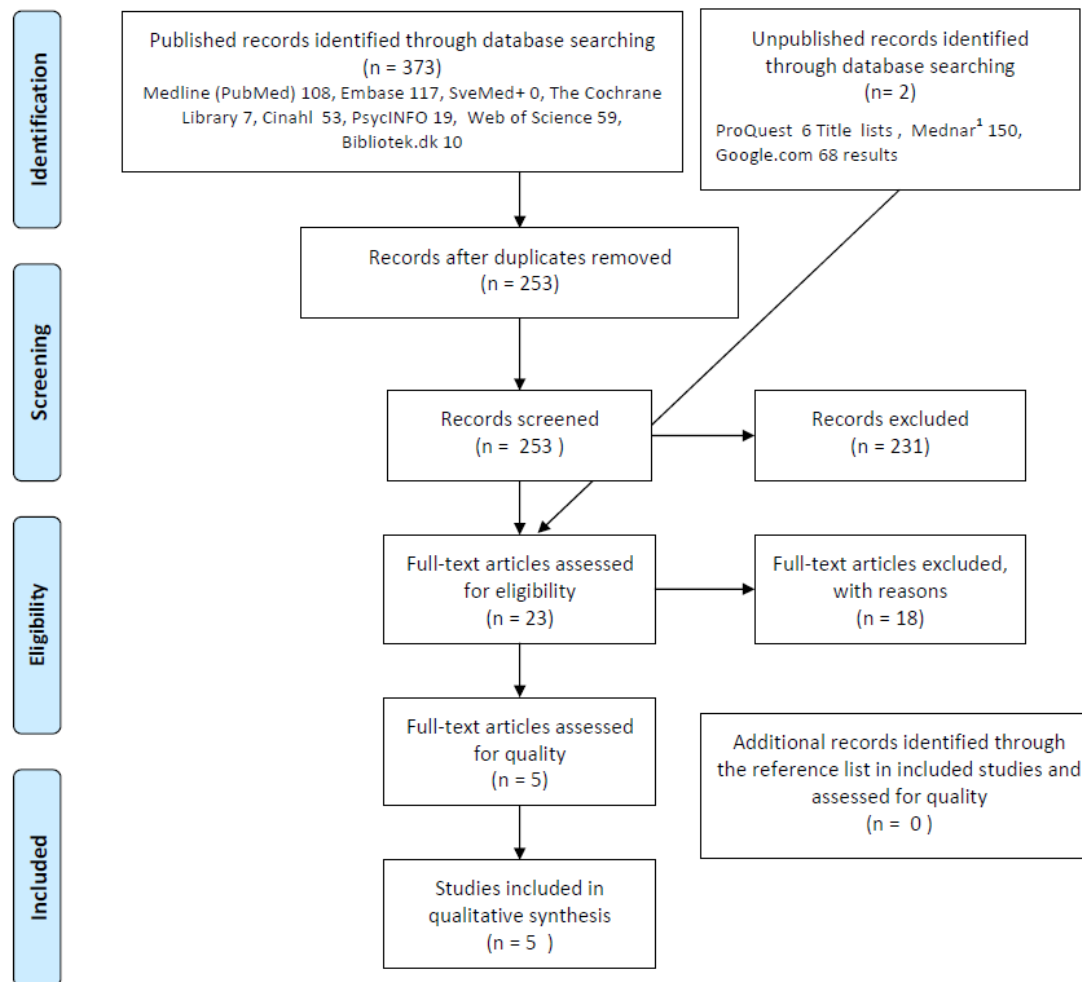 Identification
Published records identified through database searching
(n = 373)
Medline (PubMed) 108, Embase 117, SveMed+ 0, The Cochrane
Library 7, Cinahl 53, PsycINFO 19, Web of Science 59,
Bibliotek.dk 10
Unpublished records identified
through database searching
(n= 2)
ProQuest 6 Title lists , Mednar¹ 150,
Google.com 68 results
Records after duplicates removed
(n = 253)
Screening
Records screened
(n = 253 )
Records excluded
(n = 231)
Eligibility
Full-text articles assessed
for eligibility
(n = 23)
Full-text articles excluded,
with reasons
(n = 18)
Full-text articles assessed
for quality
(n = 5)
Additional records identified through
the reference list in included studies and
assessed for quality
(n = 0 )
Included
Studies included in
qualitative synthesis
(n = 5 )